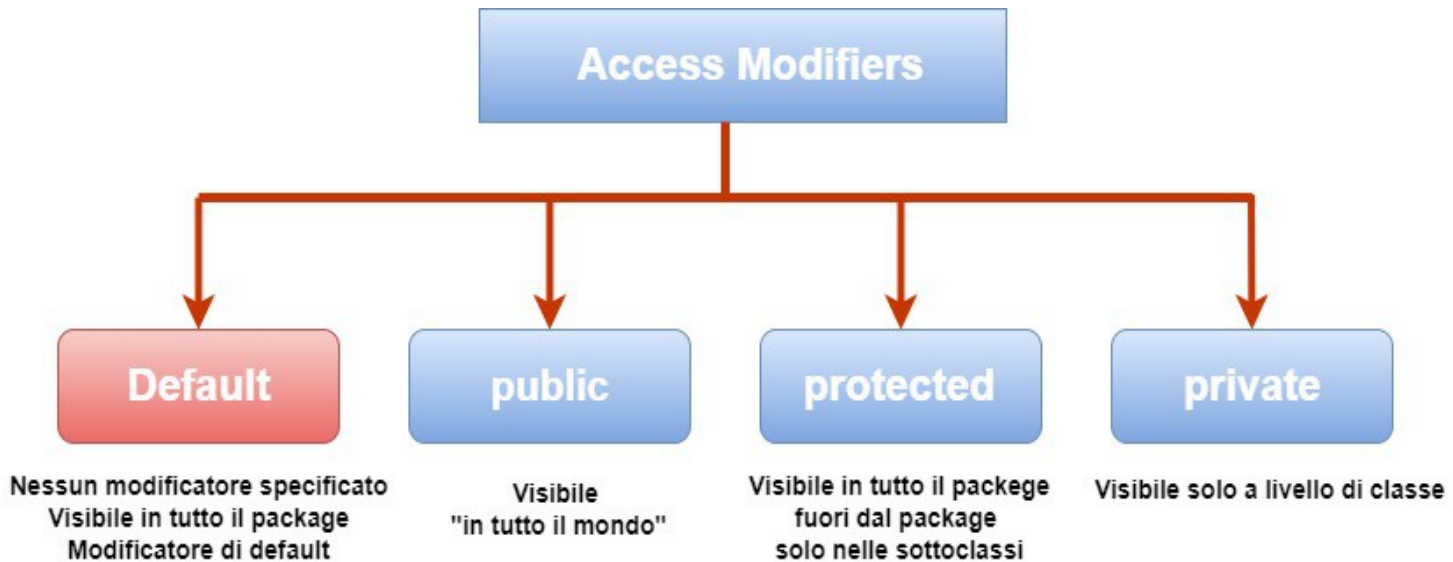 Access Modifiers
Default
public
protected
private
Nessun modificatore specificato
Visibile in tutto il package
Modificatore di default
Visibile
"in tutto il mondo"
Visibile in tutto il packege
fuori dal package
solo nelle sottoclassi
Visibile solo a livello di classe